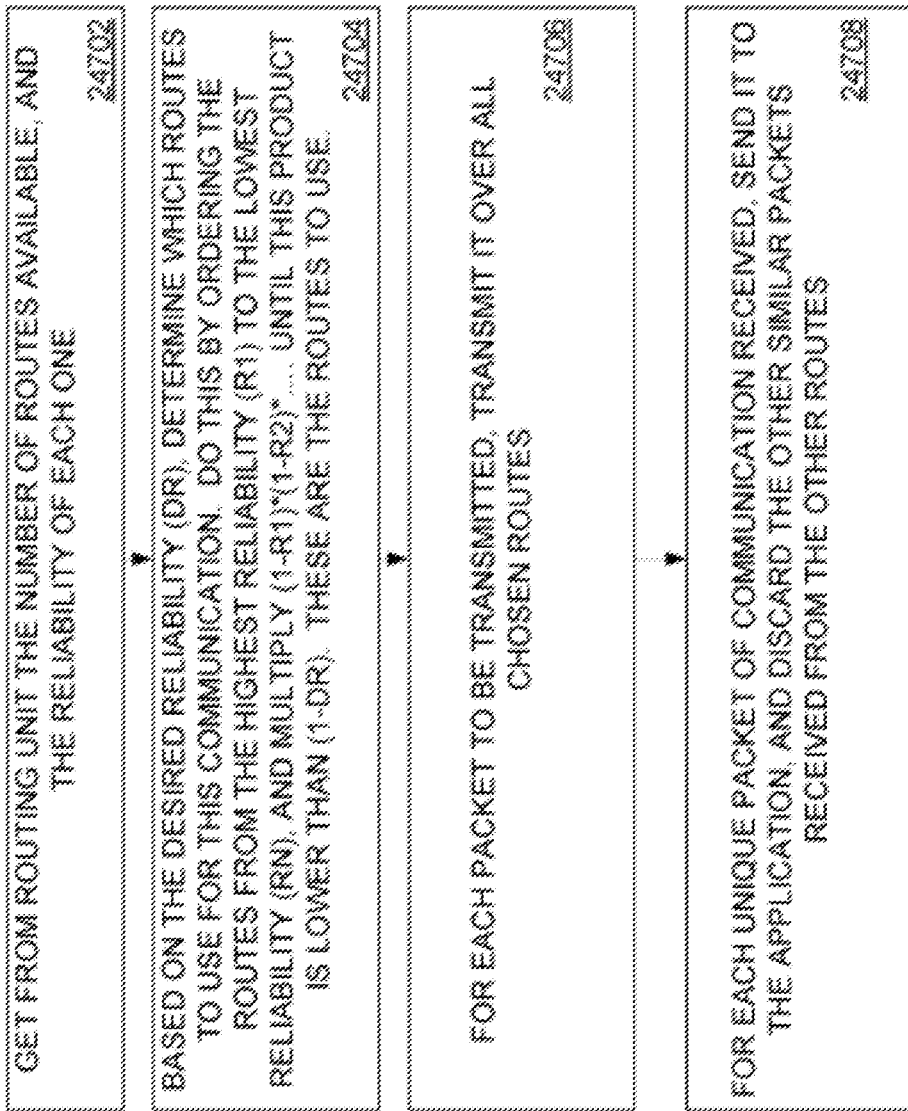 GET FROM ROUTING UNIT THE NUMBER OF ROUTES AVAILABLE, AND
THE RELIABILITY OF EACH ONE
24702
BASED ON THE DESIRED RELIABILITY (DR), DETERMINE WHICH ROUTES
TO USE FOR THIS COMMUNICATION. DO THIS BY ORDERING THE
ROUTES FROM THE HIGHEST RELIABILITY (R1) TO THE LOWEST
RELIABILITY (RN), AND MULTIPLY (1-R1)*(1-R2)*.... UNTIL THIS PRODUCT
IS LOWER THAN (1-DR). THESE ARE THE ROUTES TO USE.
24704
FOR EACH PACKET TO BE TRANSMITTED, TRANSMIT IT OVER ALL
CHOSEN ROUTES
24706
FOR EACH UNIQUE PACKET OF COMMUNICATION RECEIVED, SEND IT TO
THE APPLICATION, AND DISCARD THE OTHER SIMILAR PACKETS
RECEIVED FROM THE OTHER ROUTES
24708